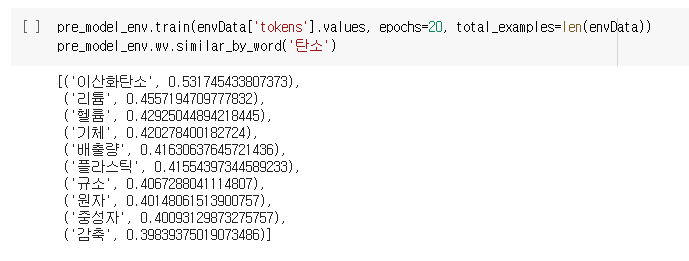 [ ] pre_model_env.train(envData['tokens'].values, epochs=20, total_examples=len(envData))
pre_model_env.wv.similar_by_word('탄소')
[('이산화탄소', 0.531745433807373),
('리튬', 0.4557194709777832),
('헬륨', 0.42925044894218445),
('기체', 0.420278400182724),
('배출량', 0.41630637645721436),
('플라스틱', 0.41554397344589233),
('규소', 0.4067288041114807),
('원자', 0.40148061513900757),
('중성자', 0.40093129873275757),
('감축', 0.39839375019073486)]